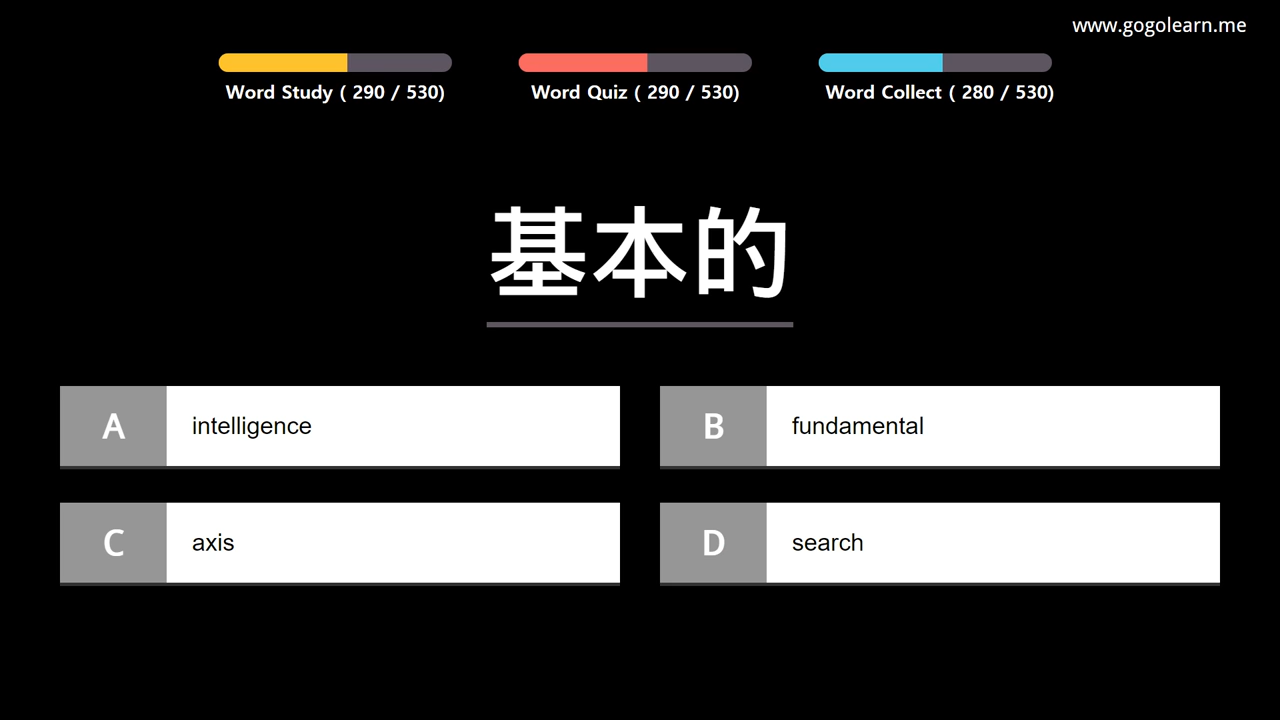 www.gogolearn.me
Word Study ( 290 / 530)
Word Quiz ( 290 / 530)
Word Collect ( 280 / 530)
基本的
A intelligence
B fundamental
C axis
D search